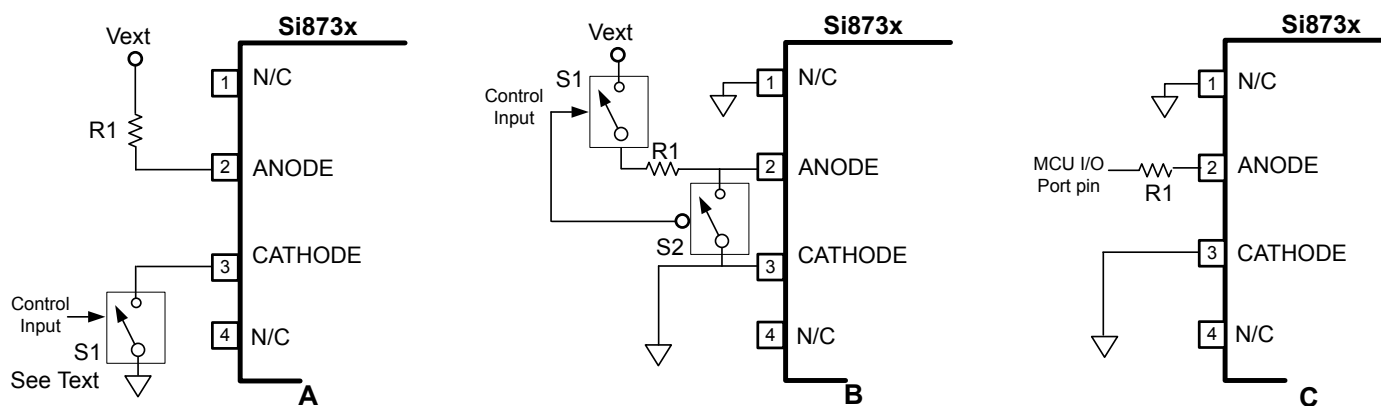 Si873x
Vext
1
N/C
R1
2
ANODE
CATHODE
3
Control
Input
S1
4
N/C
See Text
A
Si873x
Vext
S1
1
N/C
Control
Input
R1
2
ANODE
S2
CATHODE
3
4
N/C
B
Si873x
1
N/C
MCU I/O
Port pin
R1
2
ANODE
3
CATHODE
4
N/C
C